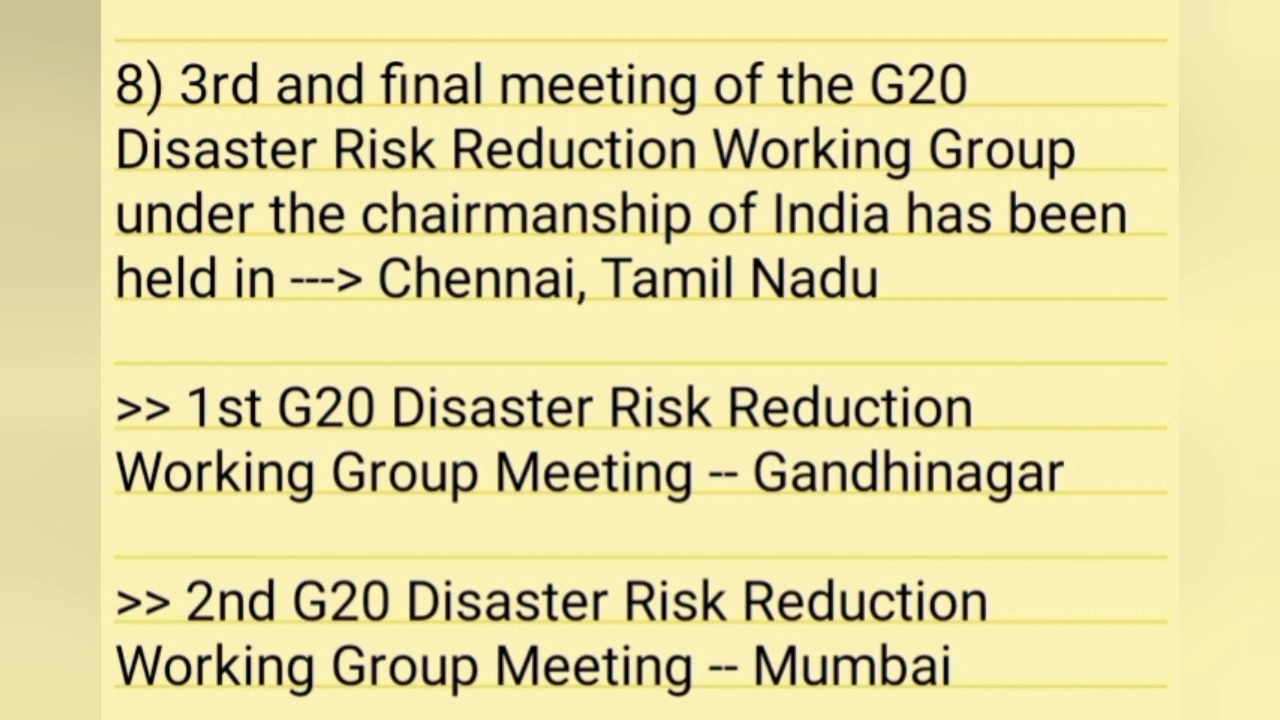 8) 3rd and final meeting of the G20
Disaster Risk Reduction Working Group
under the chairmanship of India has been
held in ---> Chennai, Tamil Nadu
>> 1st G20 Disaster Risk Reduction
Working Group Meeting -- Gandhinagar
>> 2nd G20 Disaster Risk Reduction
Working Group Meeting -- Mumbai